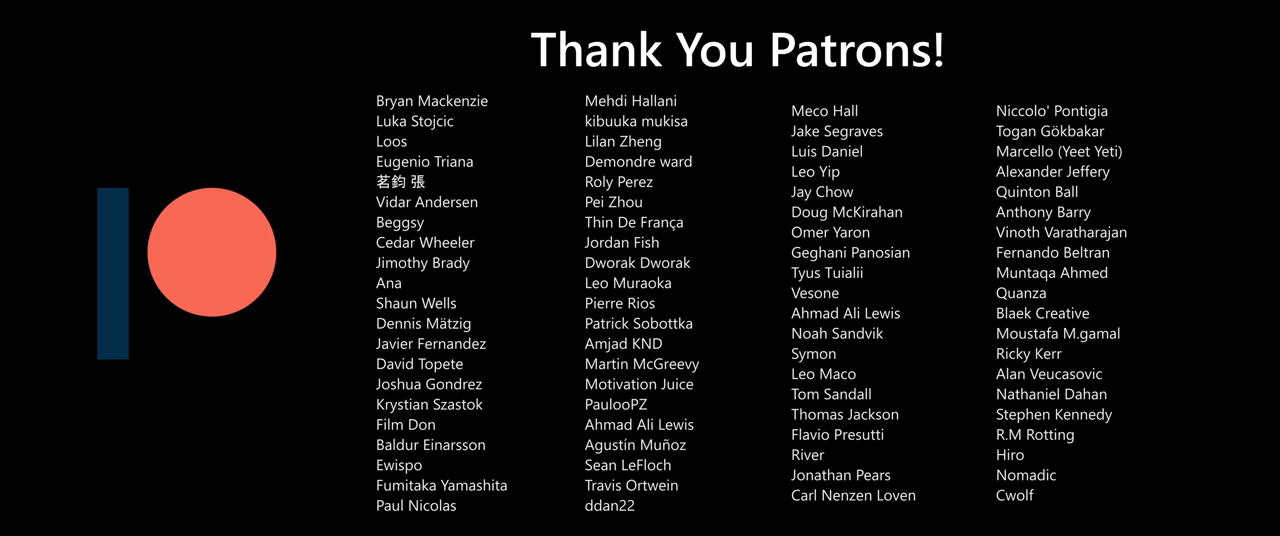 Thank You Patrons!
Bryan Mackenzie
Luka Stojcic
Loos
Eugenio Triana
茗鈞 張
Vidar Andersen
Beggsy
Cedar Wheeler
Jimothy Brady
Ana
Shaun Wells
Dennis Mätzig
Javier Fernandez
David Topete
Joshua Gondrez
Krystian Szastok
Film Don
Baldur Einarsson
Ewispo
Fumitaka Yamashita
Paul Nicolas
Mehdi Hallani
kibuuka mukisa
Lilan Zheng
Demondre ward
Roly Perez
Pei Zhou
Thin De França
Jordan Fish
Dworak Dworak
Leo Muraoka
Pierre Rios
Patrick Sobottka
Amjad KND
Martin McGreevy
Motivation Juice
PaulooPZ
Ahmad Ali Lewis
Agustín Muñoz
Sean LeFloch
Travis Ortwein
ddan22
Meco Hall
Jake Segraves
Luis Daniel
Leo Yip
Jay Chow
Doug McKirahan
Omer Yaron
Geghani Panosian
Tyus Tuialii
Vesone
Ahmad Ali Lewis
Noah Sandvik
Symon
Leo Maco
Tom Sandall
Thomas Jackson
Flavio Presutti
River
Jonathan Pears
Carl Nenzen Loven
Niccolo' Pontigia
Togan Gökbakar
Marcello (Yeet Yeti)
Alexander Jeffery
Quinton Ball
Anthony Barry
Vinoth Varatharajan
Fernando Beltran
Muntaqa Ahmed
Quanza
Blaek Creative
Moustafa M.gamal
Ricky Kerr
Alan Veucasovic
Nathaniel Dahan
Stephen Kennedy
R.M Rotting
Hiro
Nomadic
Cwolf